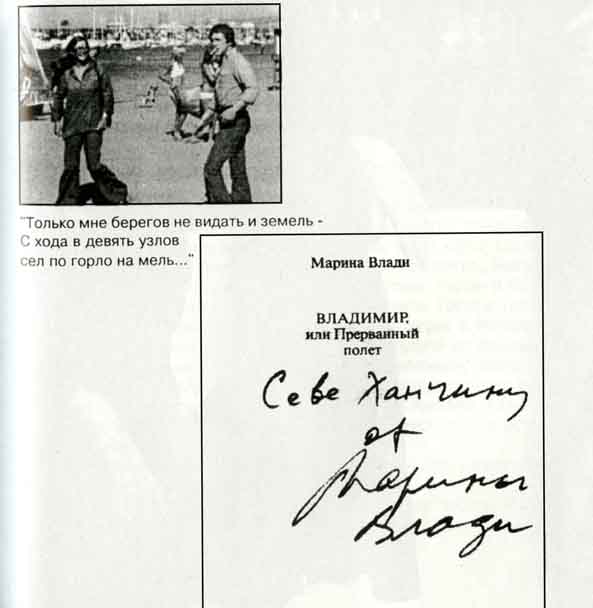 "Только мне берегов не видать и земель -
С хода в девять узлов
сел по горло на мель..."
Марина Влади
ВЛАДИМИР,
или Прерванный
полет
Севе Ханчину
от
Марины
Влади